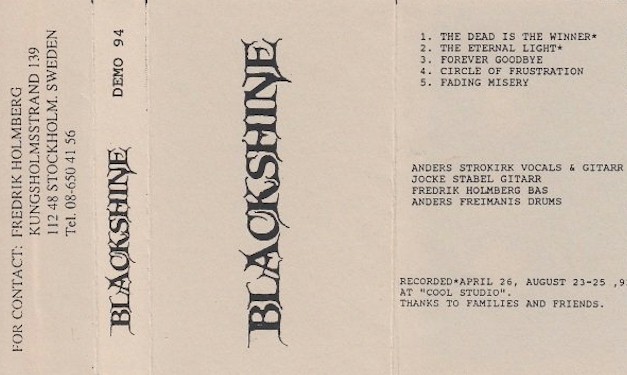 FOR CONTACT: FREDRIK HOLMBERG
KUNGSHOLMSSTRAND 139
112 48 STOCKHOLM. SWEDEN
Tel. 08-650 41 56
BLACKSHINE DEMO 94
BLACKSHINE
1. THE DEAD IS THE WINNER*
2. THE ETERNAL LIGHT*
3. FOREVER GOODBYE
4. CIRCLE OF FRUSTRATION
5. FADING MISERY
ANDERS STROKIRK VOCALS & GITARR
JOCKE STABEL GITARR
FREDRIK HOLMBERG BAS
ANDERS FREIMANIS DRUMS
RECORDED*APRIL 26, AUGUST 23-25
AT "COOL STUDIO".
THANKS TO FAMILIES AND FRIENDS.